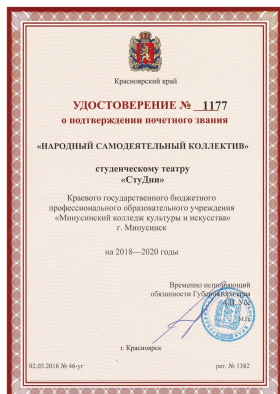 Красноярский край
УДОСТОВЕРЕНИЕ № 1177
о подтверждении почетного звания
«НАРОДНЫЙ САМОДЕЯТЕЛЬНЫЙ КОЛЛЕКТИВ»
студенческому театру
«СтуДии»
Краевого государственного бюджетного
профессионального образовательного учреждения
«Минусинский колледж культуры и искусства»
г. Минусинск
на 2018—2020 годы
Временно исполняющий
обязанности Губернатора края
А.В. Усс
г. Красноярск
02.03.2018 № 46-уг
рег. № 1382